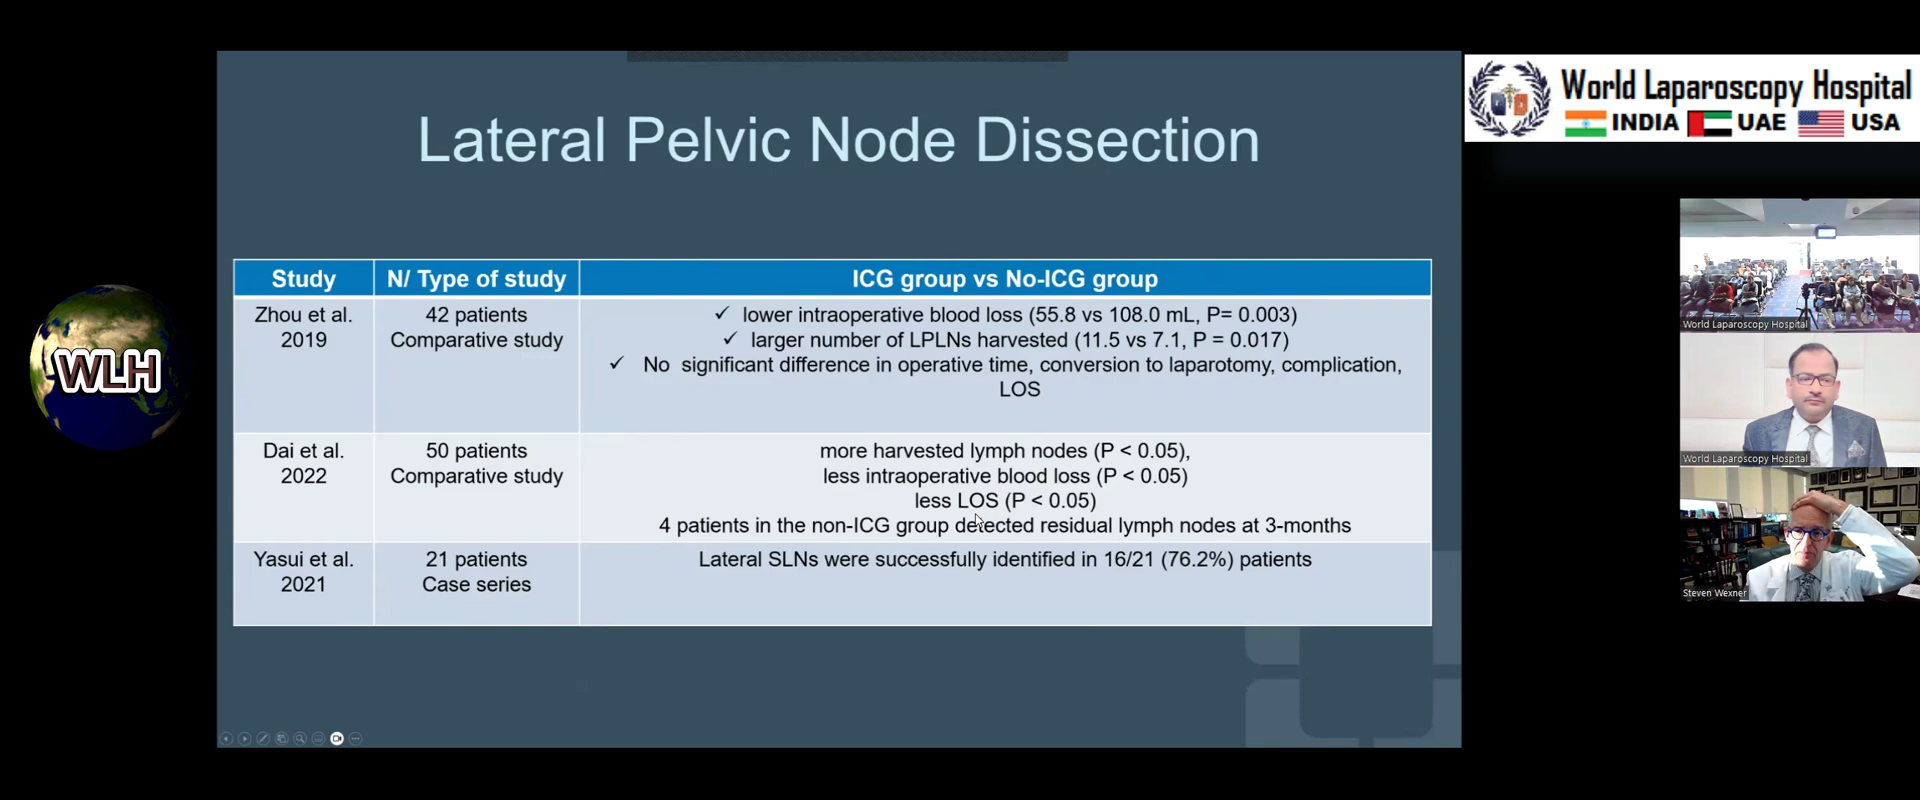 Lateral Pelvic Node Dissection
Study
N/ Type of study
ICG group vs No-ICG group
Zhou et al.
2019
42 patients
Comparative study
✓ lower intraoperative blood loss (55.8 vs 108.0 mL, P= 0.003)
✓ larger number of LPLNs harvested (11.5 vs 7.1, P = 0.017)
✓ No significant difference in operative time, conversion to laparotomy, complication,
LOS
Dai et al.
2022
50 patients
Comparative study
more harvested lymph nodes (P < 0.05),
less intraoperative blood loss (P < 0.05)
less LOS (P < 0.05)
4 patients in the non-ICG group detected residual lymph nodes at 3-months
Yasui et al.
2021
21 patients
Case series
Lateral SLNs were successfully identified in 16/21 (76.2%) patients
WLH
World Laparoscopy Hospital
INDIA UAE USA
World Laparoscopy Hospital
World Laparoscopy Hospital
Steven Wexner